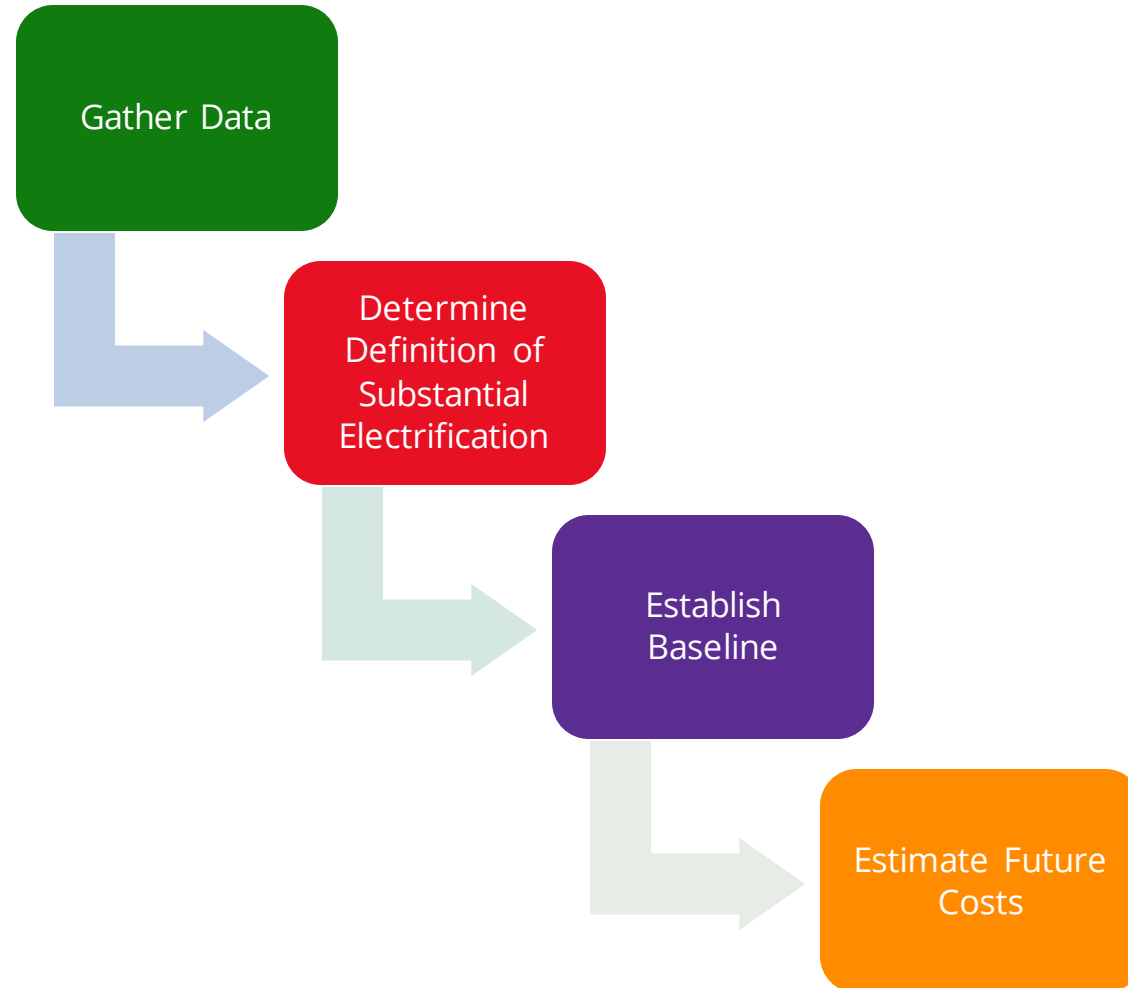 Gather Data
Determine
Definition of
Substantial
Electrification
Establish
Baseline
Estimate Future
Costs